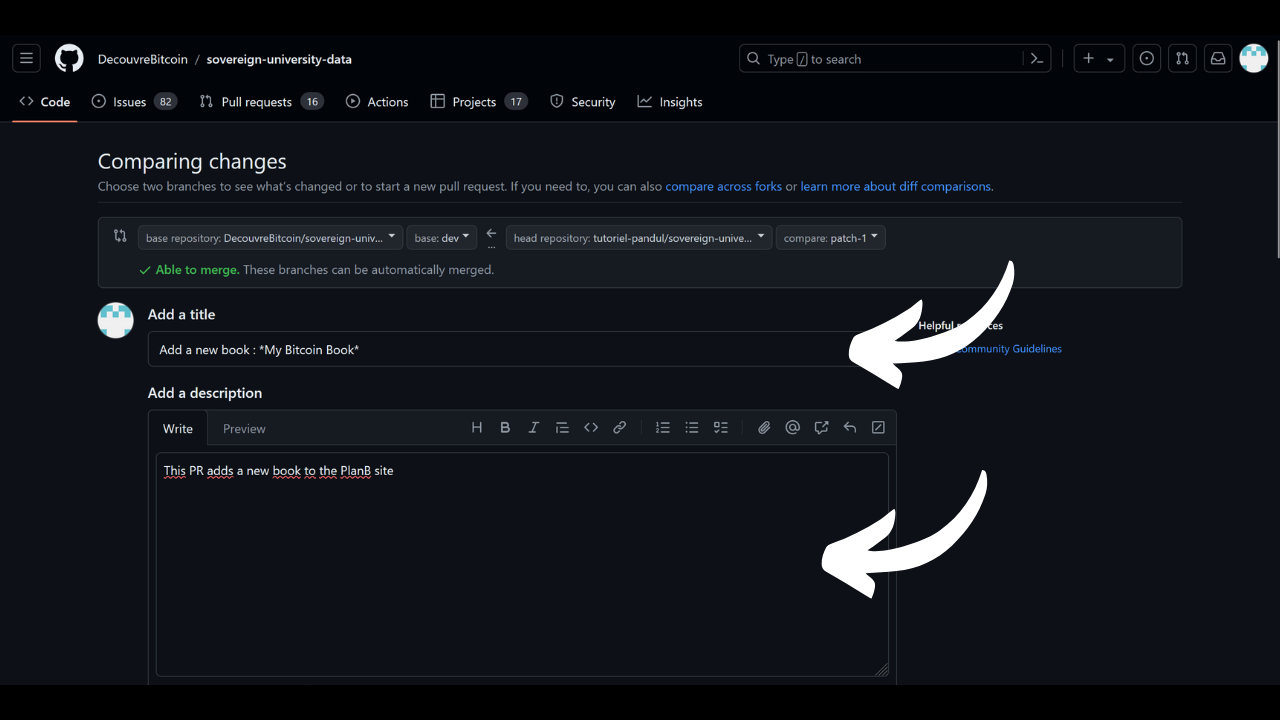 DecouvreBitcoin / sovereign-university-data
Type / to search
Code Issues 82 Pull requests 16 Actions Projects 17 Security Insights
Comparing changes
Choose two branches to see what's changed or to start a new pull request. If you need to, you can also compare across forks or learn more about diff comparisons.
base repository: DecouvreBitcoin/sovereign-univ... base: dev ← ... head repository: tutoriel-pandul/sovereign-unive... compare: patch-1
Able to merge. These branches can be automatically merged.
Add a title
Helpful
Add a new book : *My Bitcoin Book*
Community Guidelines
Add a description
Write Preview
This PR adds a new book to the PlanB site